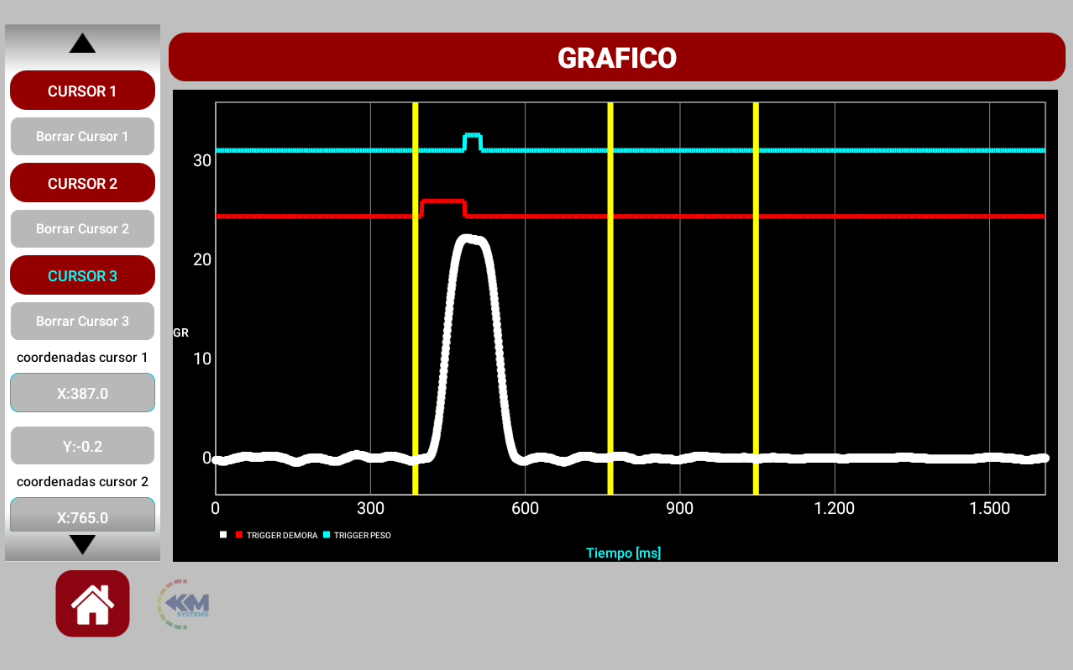 GRAFICO
CURSOR 1
Borrar Cursor 1
CURSOR 2
Borrar Cursor 2
CURSOR 3
Borrar Cursor 3
coordenadas cursor 1
X:387.0
Y:-0.2
coordenadas cursor 2
X:765.0
30
20
GR
10
0
0 300 600 900 1.200 1.500
TRIGGER DEMORA TRIGGER PESO
Tiempo [ms]
KM
SYSTEMS